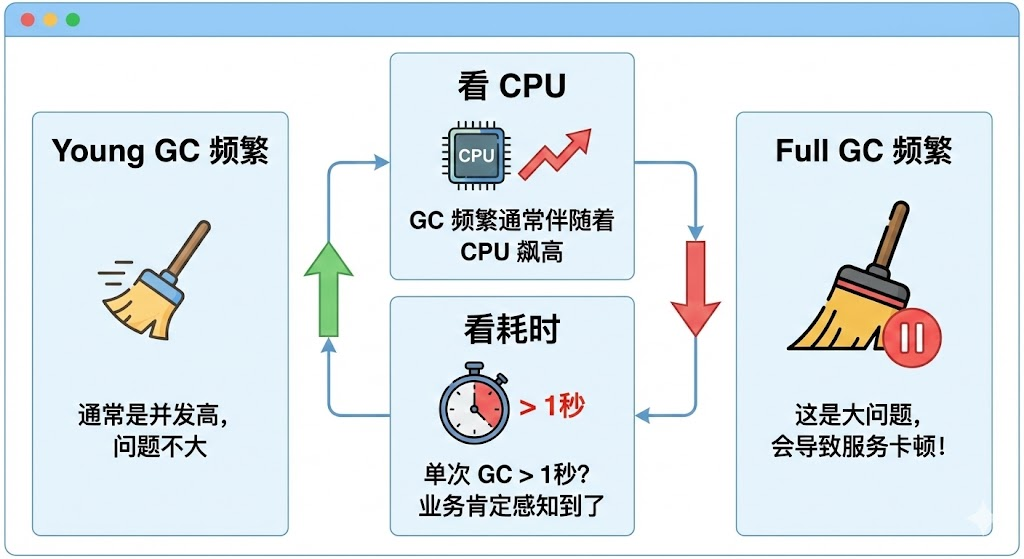 Young GC 频繁
通常是并发高，
问题不大
看 CPU
CPU
GC 频繁通常伴随着
CPU 飙高
看耗时
> 1秒
单次 GC > 1秒？
业务肯定感知到了
Full GC 频繁
这是大问题，
会导致服务卡顿！